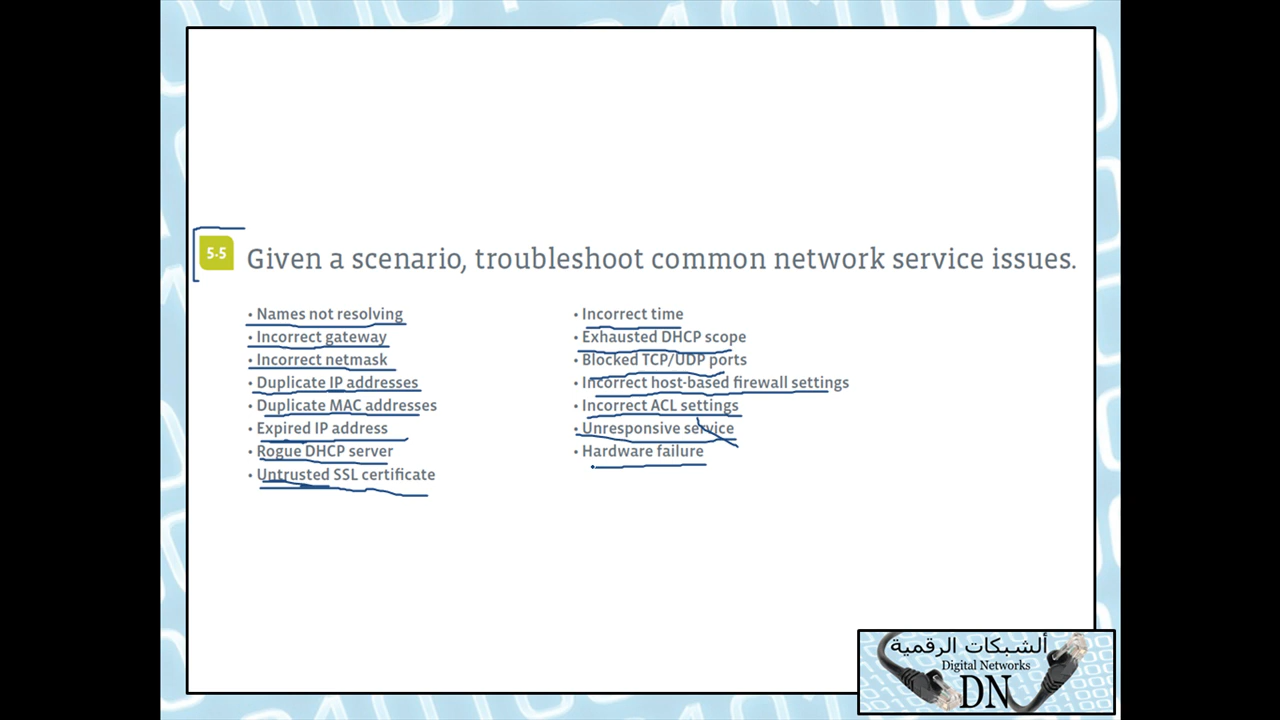 5.5 Given a scenario, troubleshoot common network service issues.
• Names not resolving
• Incorrect gateway
• Incorrect netmask
• Duplicate IP addresses
• Duplicate MAC addresses
• Expired IP address
• Rogue DHCP server
• Untrusted SSL certificate
• Incorrect time
• Exhausted DHCP scope
• Blocked TCP/UDP ports
• Incorrect host-based firewall settings
• Incorrect ACL settings
• Unresponsive service
• Hardware failure
ألشبكات الرقمية
Digital Networks
DN